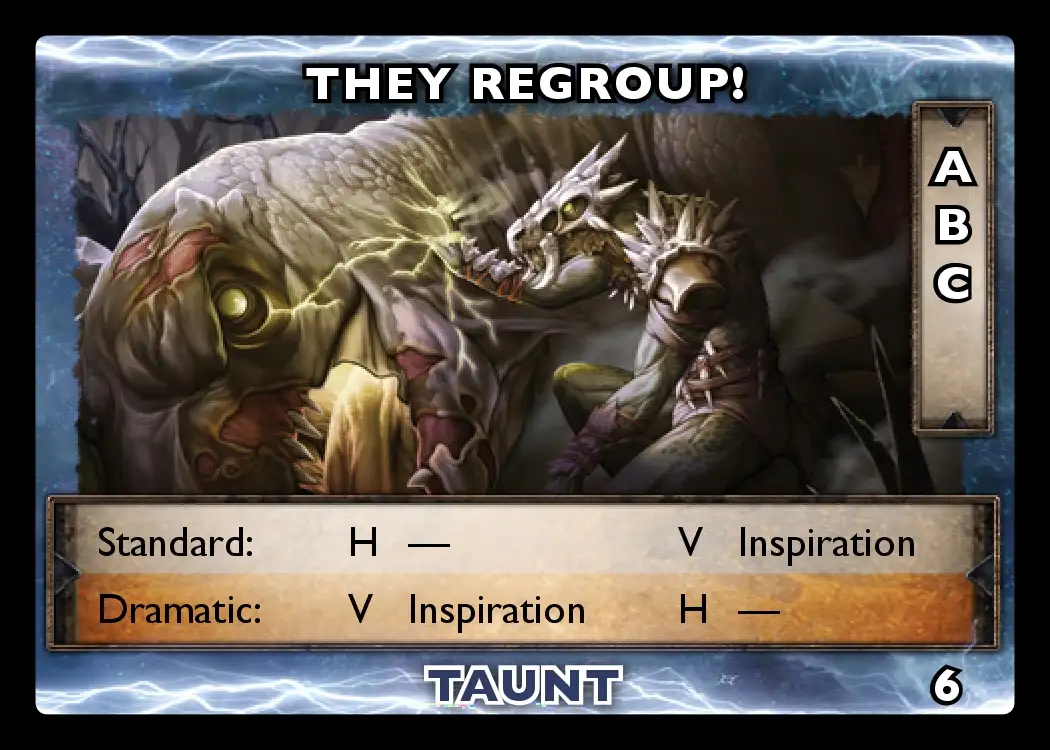 THEY REGROUP!
A
B
C
Standard: H — V Inspiration
Dramatic: V Inspiration H —
TAUNT
6